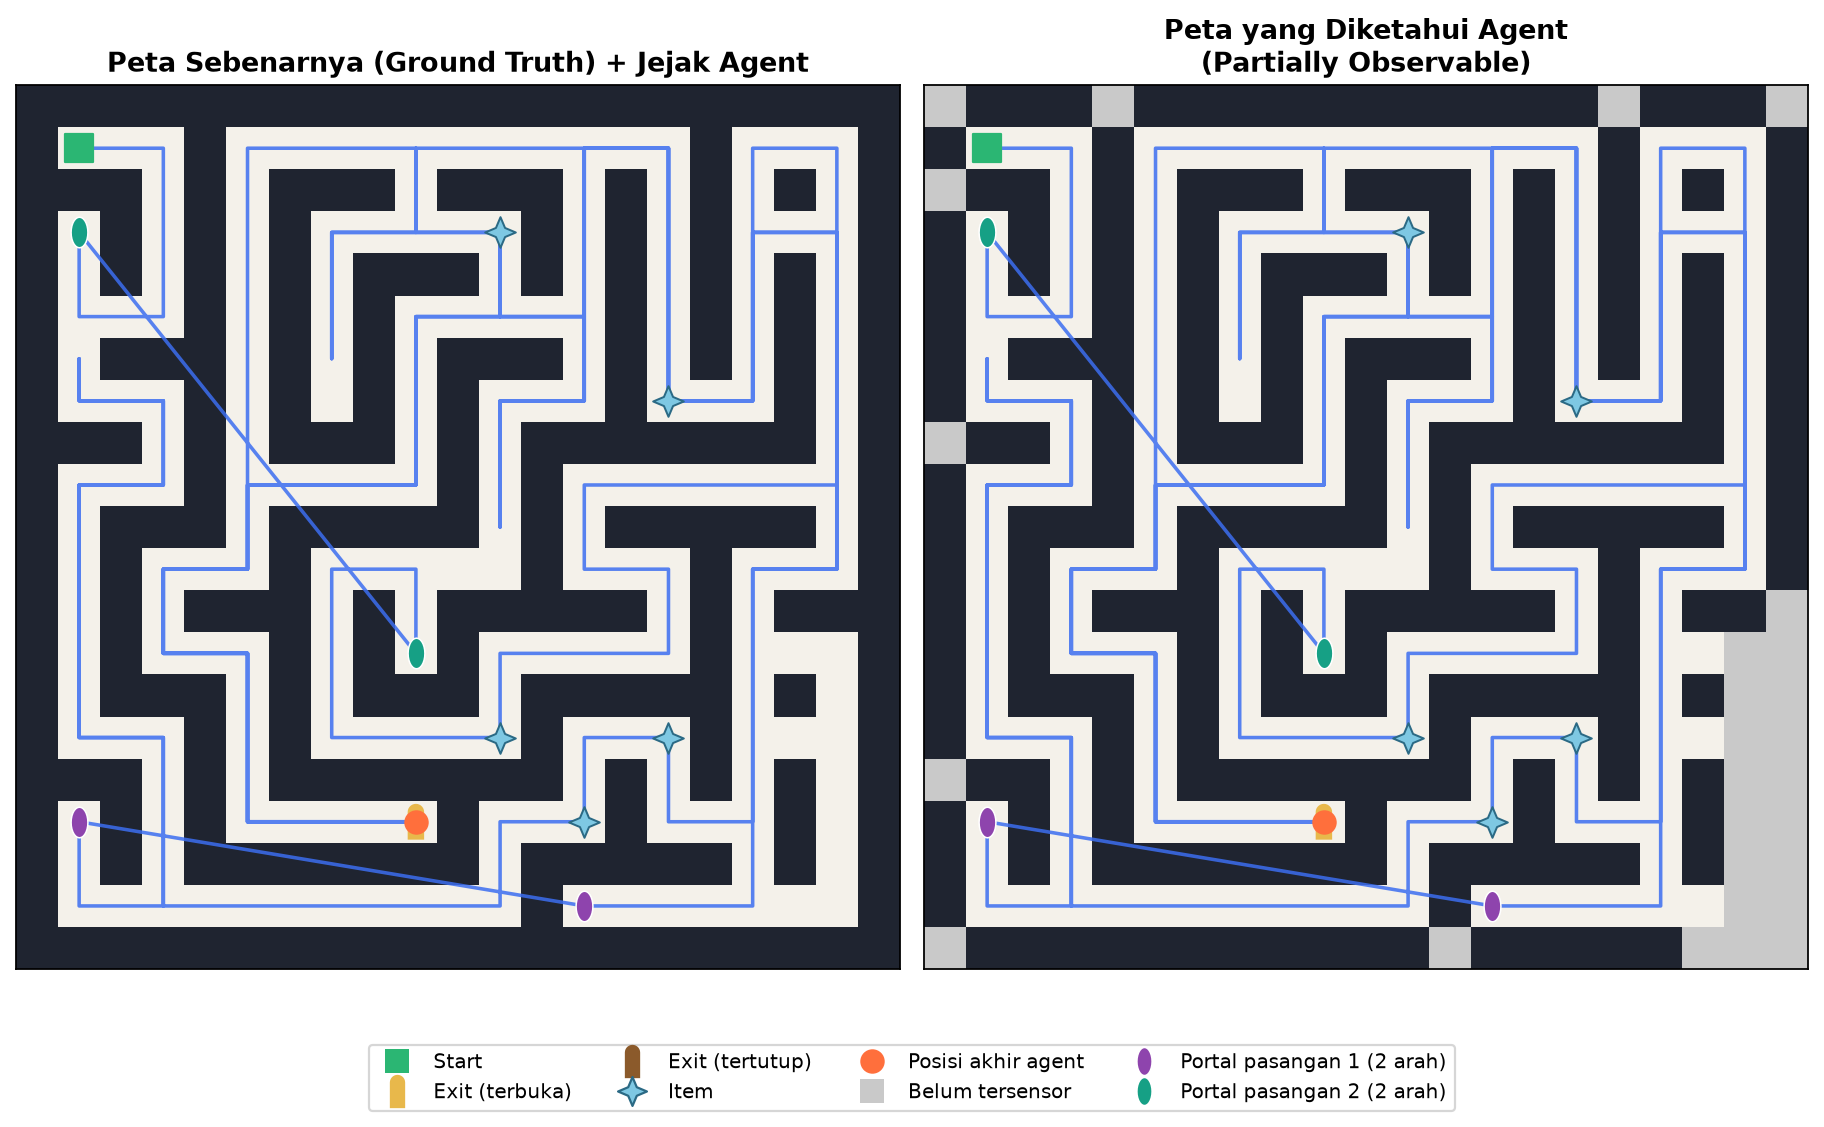 Peta Sebenarnya (Ground Truth) + Jejak Agent
Peta yang Diketahui Agent
(Partially Observable)
Start
Exit (terbuka)
Exit (tertutup)
Item
Posisi akhir agent
Belum tersensor
Portal pasangan 1 (2 arah)
Portal pasangan 2 (2 arah)